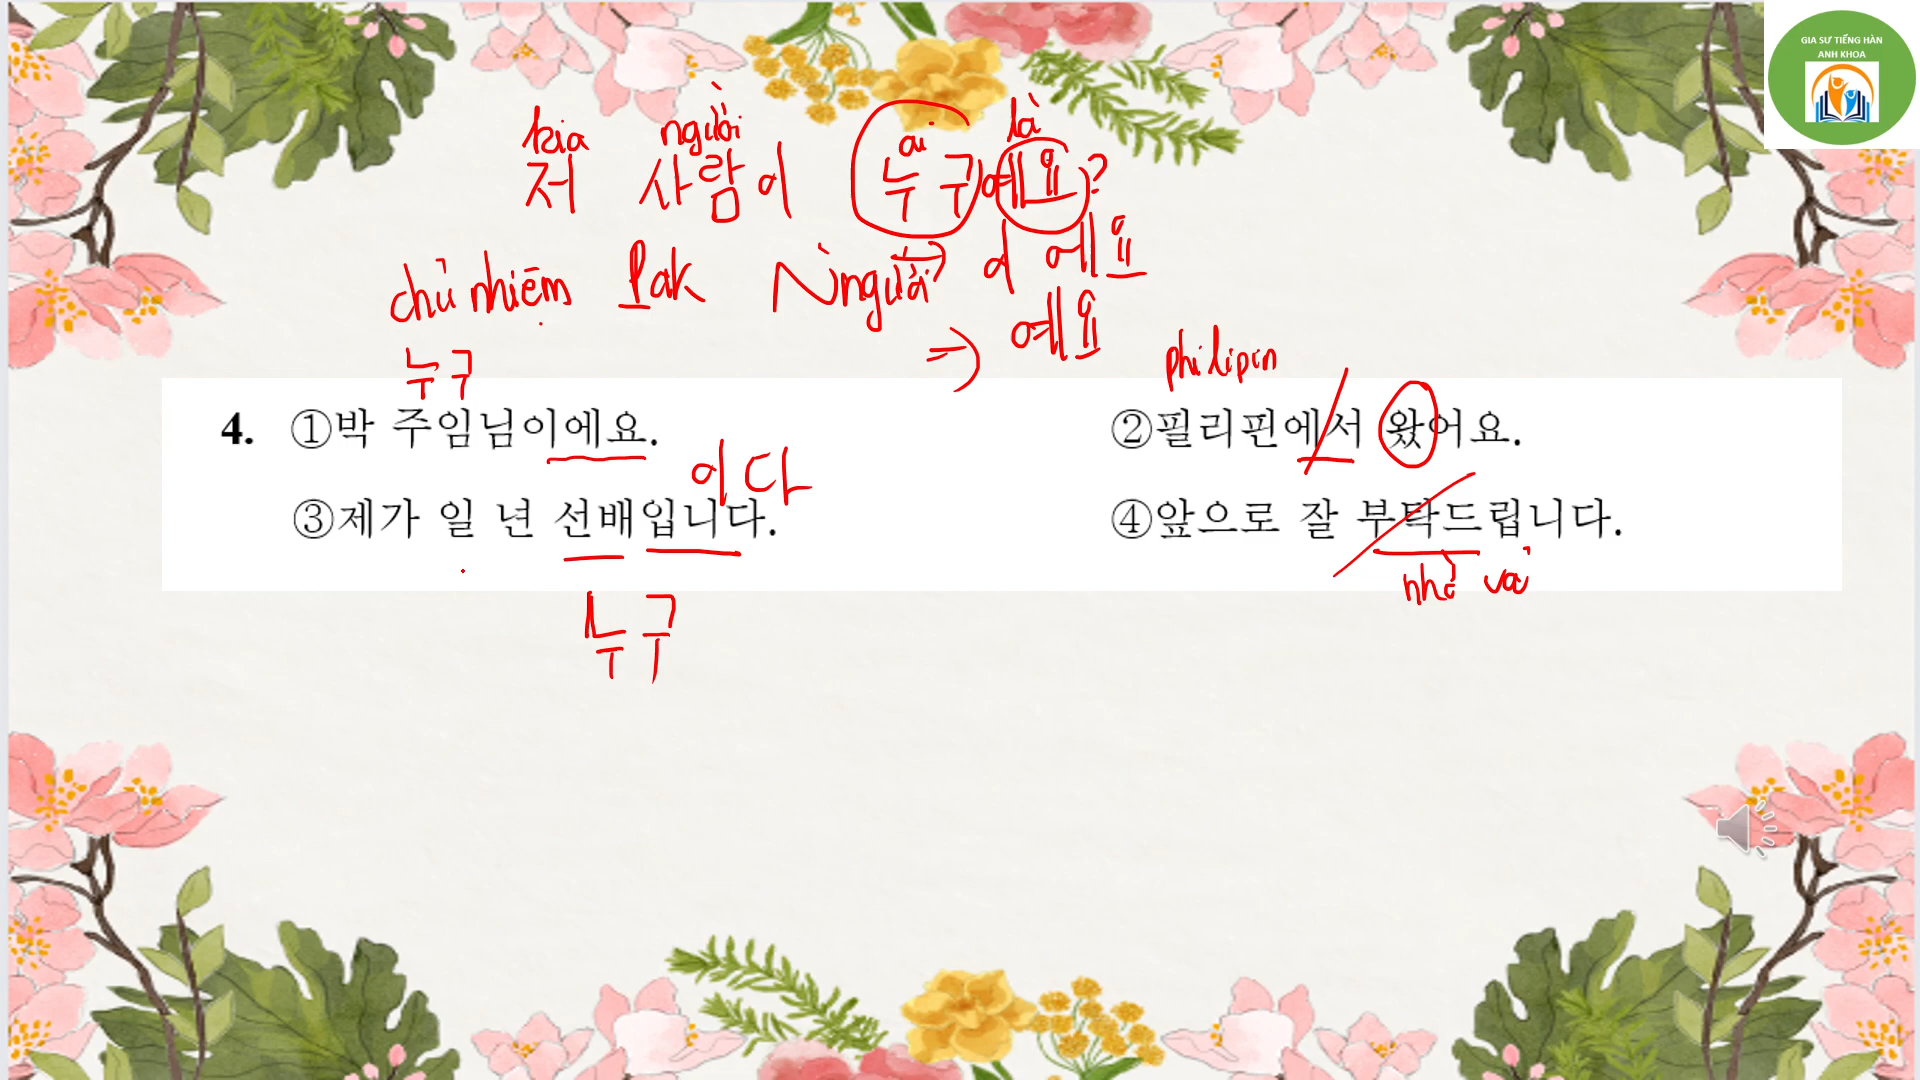 GIA SƯ TIẾNG HÀN
ANH KHOA
kia người ai là
저 사람이 누구예요?
chủ nhiệm Pak Người 이에요
=> 예요
누구 philipin
4. ①박 주임님이에요. ②필리핀에서 왔어요.
이다
③제가 일 년 선배입니다. ④앞으로 잘 부탁드립니다.
nhờ vả
누구